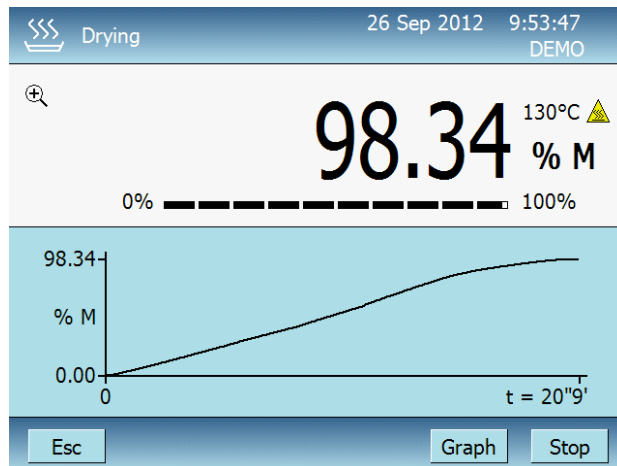 Drying
26 Sep 2012 9:53:47
DEMO
98.34
130°C
% M
0%
100%
98.34
% M
0.00
0
t = 20"9'
Esc
Graph
Stop